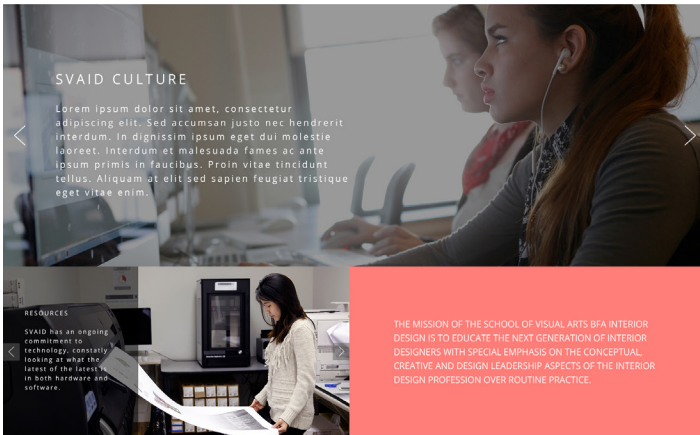 SVAID CULTURE
Lorem ipsum dolor sit amet, consectetur
adipiscing elit. Sed accumsan justo nec hendrerit
interdum. In dignissim ipsum eget dui molestie
laoreet. Interdum et malesuada fames ac ante
ipsum primis in faucibus. Proin vitae tincidunt
tellus. Aliquam at elit sed sapien feugiat tristique
eget vitae enim.
RESOURCES
SVAID has an ongoing
commitment to
technology, constatly
looking at what the
latest of the latest is
in both hardware and
software.
THE MISSION OF THE SCHOOL OF VISUAL ARTS BFA INTERIOR
DESIGN IS TO EDUCATE THE NEXT GENERATION OF INTERIOR
DESIGNERS WITH SPECIAL EMPHASIS ON THE CONCEPTUAL,
CREATIVE AND DESIGN LEADERSHIP ASPECTS OF THE INTERIOR
DESIGN PROFESSION OVER ROUTINE PRACTICE.